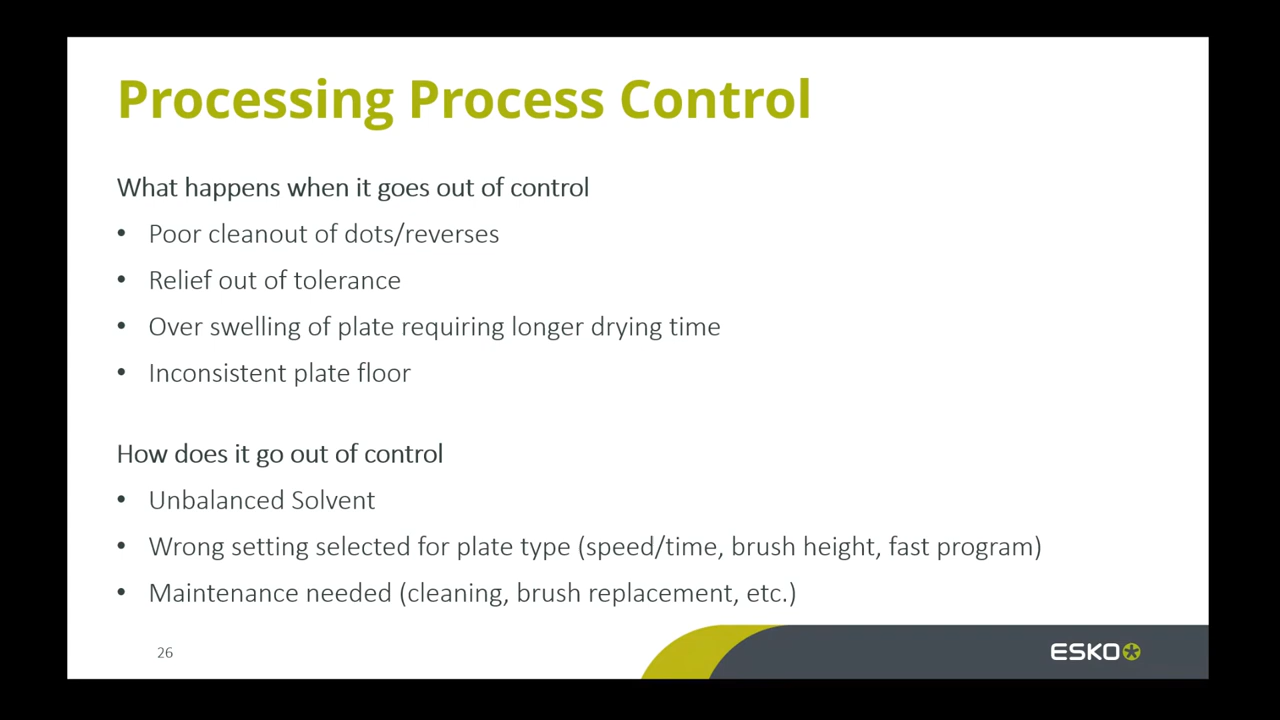 Processing Process Control
What happens when it goes out of control
• Poor cleanout of dots/reverses
• Relief out of tolerance
• Over swelling of plate requiring longer drying time
• Inconsistent plate floor
How does it go out of control
• Unbalanced Solvent
• Wrong setting selected for plate type (speed/time, brush height, fast program)
• Maintenance needed (cleaning, brush replacement, etc.)
26
ESKO